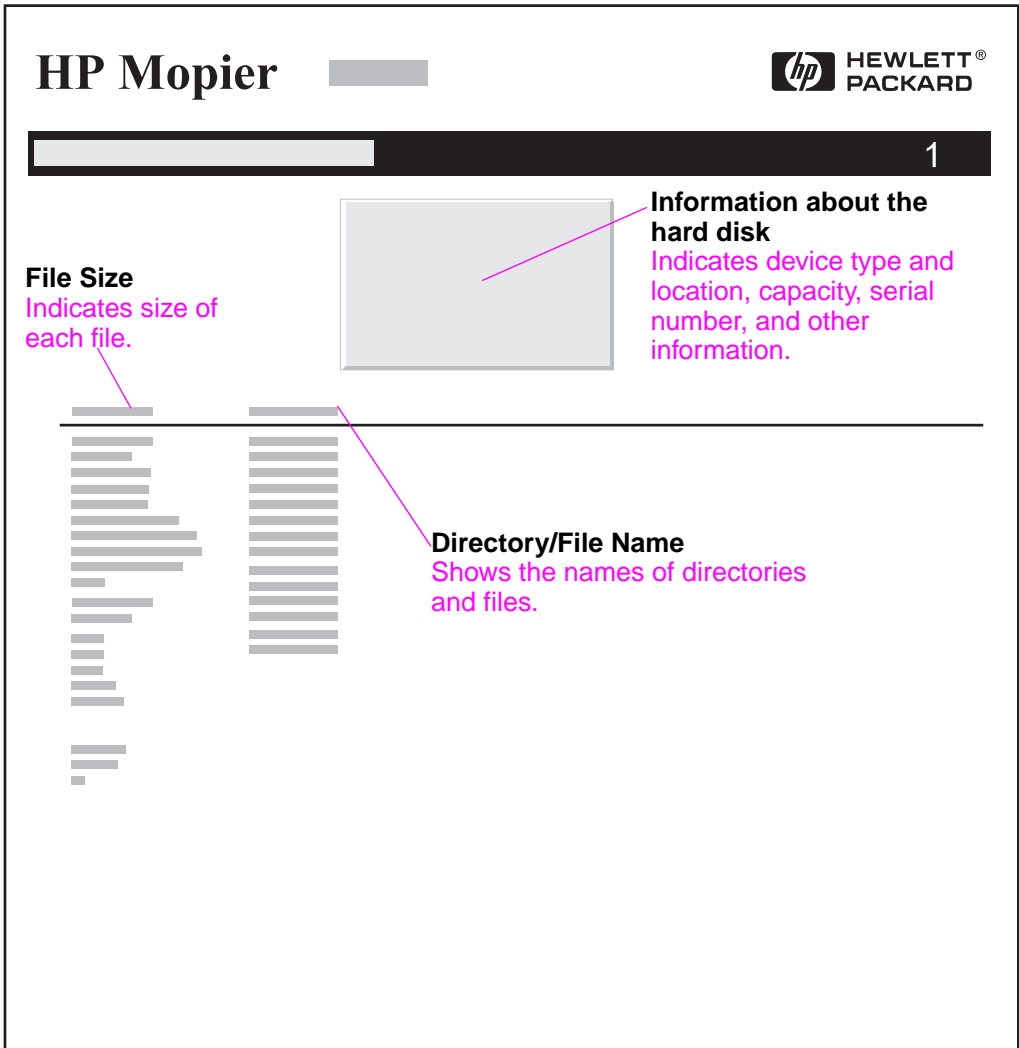 HP Mopier
hp HEWLETT®
PACKARD
1
Information about the
hard disk
Indicates device type and
location, capacity, serial
number, and other
information.
File Size
Indicates size of
each file.
Directory/File Name
Shows the names of directories
and files.